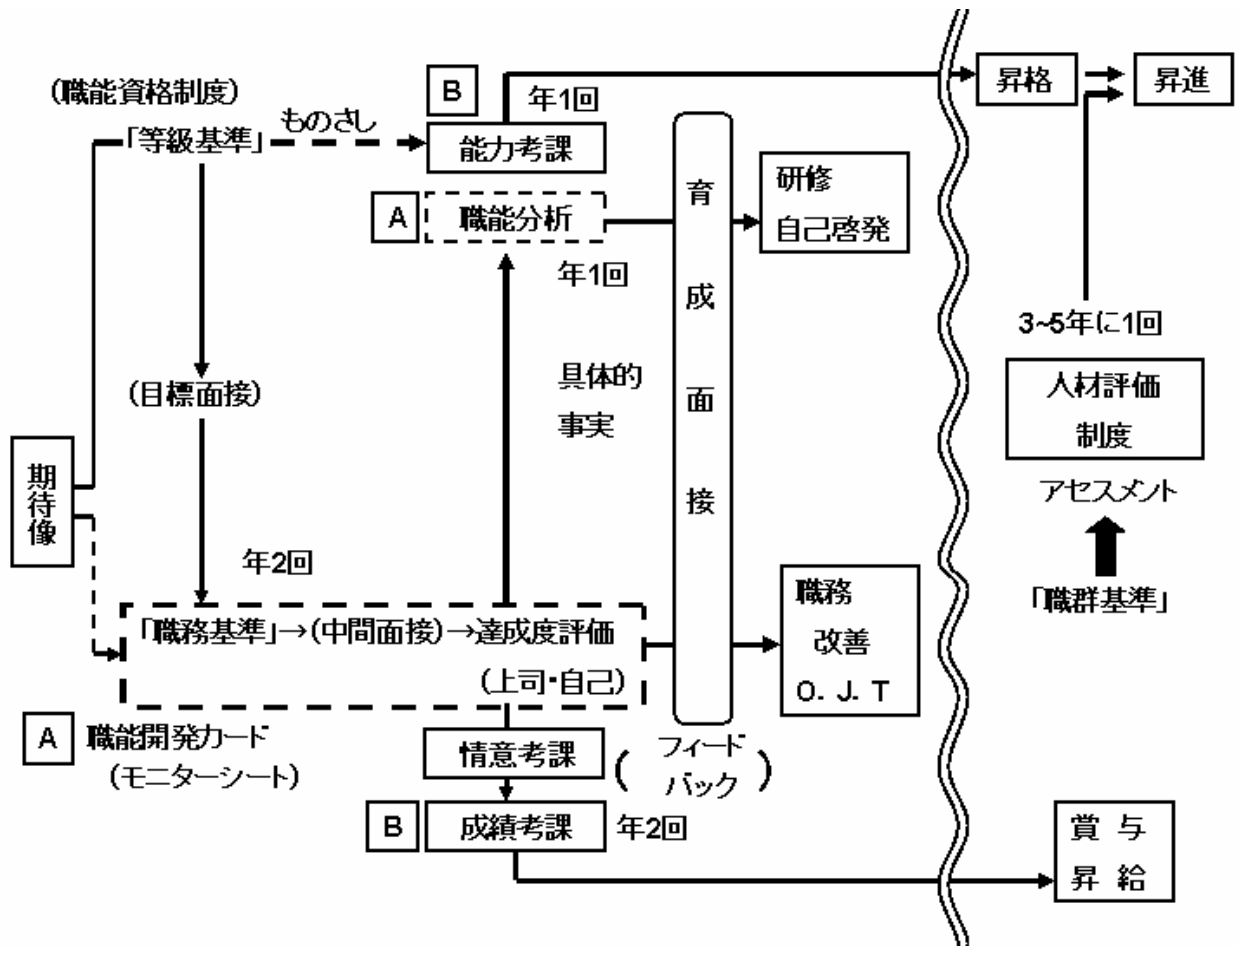 (職能資格制度)
「等級基準」
ものさし
B
年1回
能力考課
A
職能分析
年1回
具体的
事実
育成面接
研修
自己啓発
昇格
昇進
3~5年に1回
人材評価
制度
アセスメント
「職群基準」
(目標面接)
期待像
年2回
「職務基準」→(中間面接)→達成度評価
(上司・自己)
A
職能開発カード
(モニターシート)
情意考課
(フィード
バック)
B
成績考課
年2回
職務
改善
O. J. T
賞与
昇給